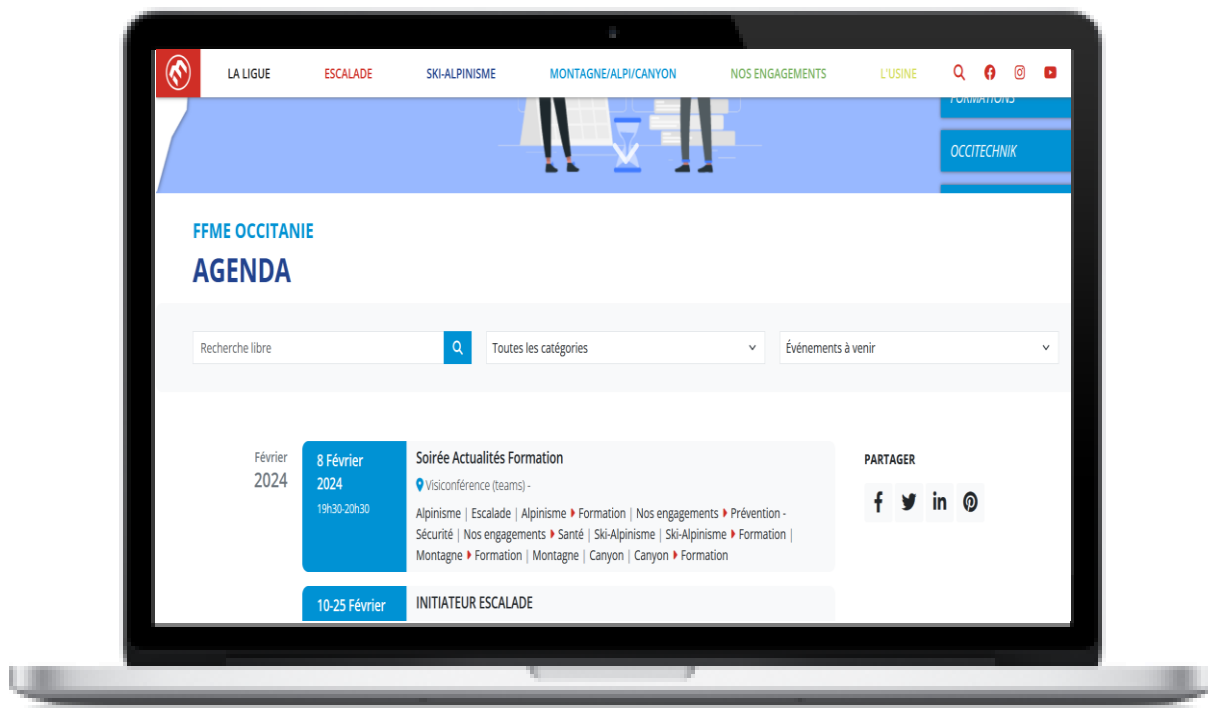 LA LIGUE
ESCALADE
SKI-ALPINISME
MONTAGNE/ALPI/CANYON
NOS ENGAGEMENTS
L'USINE
FORMATIONS
OCCITECHNIK
FFME OCCITANIE
AGENDA
Recherche libre
Toutes les catégories
Événements à venir
Février
2024
8 Février
2024
19h30-20h30
Soirée Actualités Formation
Visiconférence (teams) -
Alpinisme | Escalade | Alpinisme Formation | Nos engagements Prévention -
Sécurité | Nos engagements Santé | Ski-Alpinisme | Ski-Alpinisme Formation |
Montagne Formation | Montagne | Canyon | Canyon Formation
PARTAGER
10-25 Février
INITIATEUR ESCALADE